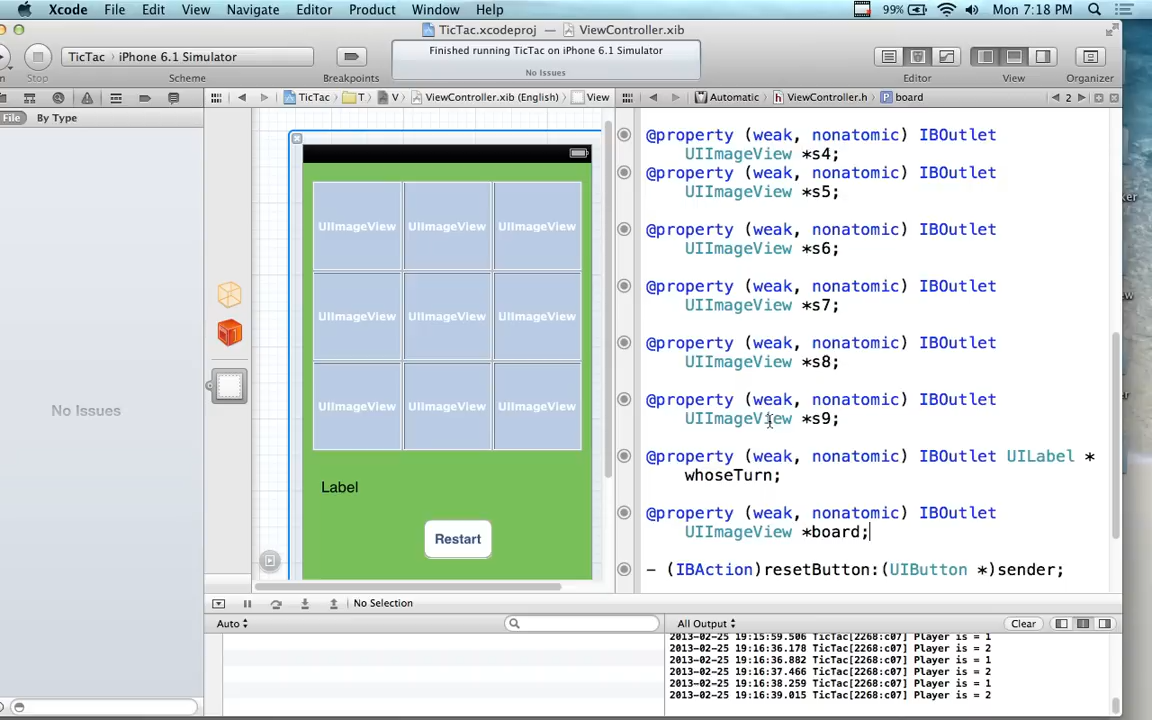 Xcode File Edit View Navigate Editor Product Window Help 99% Mon 7:18 PM
TicTac.xcodeproj — ViewController.xib
TicTac › iPhone 6.1 Simulator
Finished running TicTac on iPhone 6.1 Simulator
No Issues
Stop Scheme Breakpoints Editor View Organizer
TicTac T V ViewController.xib (English) View Automatic ViewController.h board 2
File By Type
No Issues
UIImageView UIImageView UIImageView
UIImageView UIImageView UIImageView
UIImageView UIImageView UIImageView
Label
Restart
@property (weak, nonatomic) IBOutlet
UIImageView *s4;
@property (weak, nonatomic) IBOutlet
UIImageView *s5;
@property (weak, nonatomic) IBOutlet
UIImageView *s6;
@property (weak, nonatomic) IBOutlet
UIImageView *s7;
@property (weak, nonatomic) IBOutlet
UIImageView *s8;
@property (weak, nonatomic) IBOutlet
UIImageView *s9;
@property (weak, nonatomic) IBOutlet UILabel *
whoseTurn;
@property (weak, nonatomic) IBOutlet
UIImageView *board;
- (IBAction)resetButton:(UIButton *)sender;
No Selection
Auto All Output Clear
2013-02-25 19:15:59.506 TicTac[2268:c07] Player is = 1
2013-02-25 19:16:36.178 TicTac[2268:c07] Player is = 2
2013-02-25 19:16:36.882 TicTac[2268:c07] Player is = 1
2013-02-25 19:16:37.466 TicTac[2268:c07] Player is = 2
2013-02-25 19:16:38.259 TicTac[2268:c07] Player is = 1
2013-02-25 19:16:39.015 TicTac[2268:c07] Player is = 2